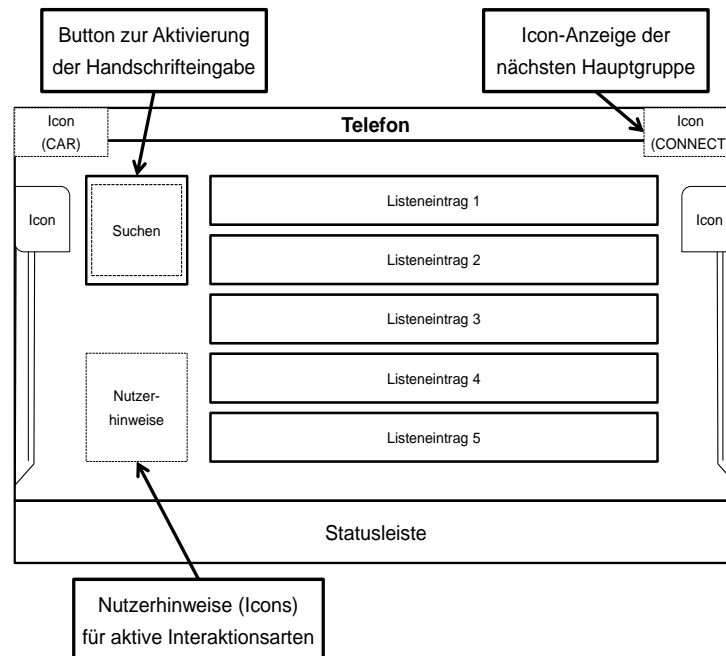 Button zur Aktivierung
der Handschrifteingabe
Icon-Anzeige der
nächsten Hauptgruppe
Icon
(CAR)
Telefon
Icon
(CONNECT
Icon
Suchen
Listeneintrag 1
Icon
Listeneintrag 2
Listeneintrag 3
Nutzer-
hinweise
Listeneintrag 4
Listeneintrag 5
Statusleiste
Nutzerhinweise (Icons)
für aktive Interaktionsarten